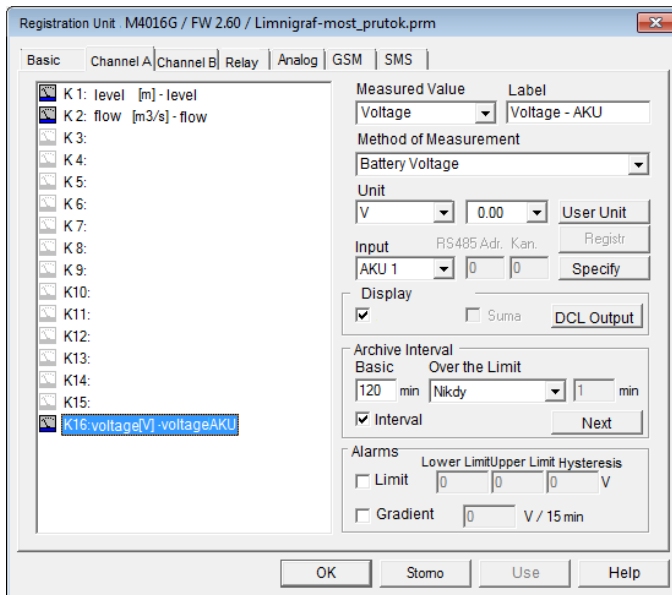 Registration Unit . M4016G / FW 2.60 / Limnigraf-most_prutok.prm
Basic Channel A Channel B Relay Analog GSM SMS
K 1: level [m] - level
K 2: flow [m3/s] - flow
K 3:
K 4:
K 5:
K 6:
K 7:
K 8:
K 9:
K10:
K11:
K12:
K13:
K14:
K15:
K16: voltage[V] -voltageAKU
Measured Value Label
Voltage Voltage - AKU
Method of Measurement
Battery Voltage
Unit
V 0.00 User Unit
Registr
Input RS485 Adr. Kan.
AKU 1 0 0 Specify
Display
Suma DCL Output
Archive Interval
Basic Over the Limit
120 min Nikdy 1 min
Interval Next
Alarms
Lower Limit Upper Limit Hysteresis
Limit 0 0 0 V
Gradient 0 V / 15 min
OK Storno Use Help